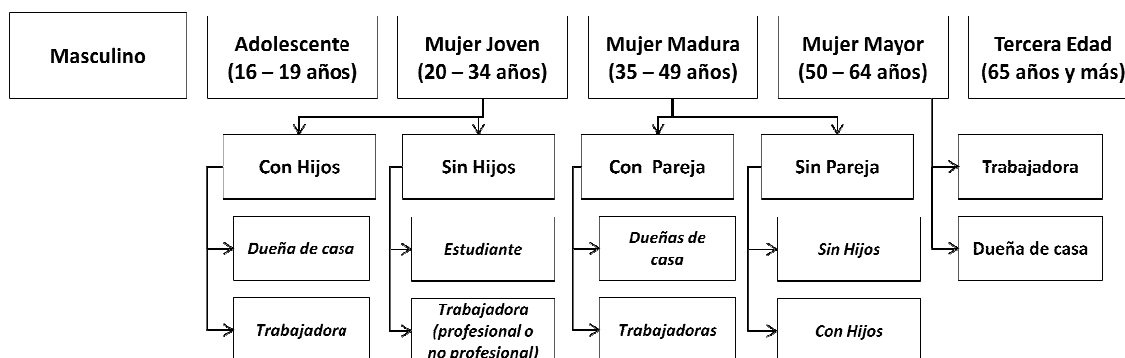 Masculino
Adolescente
(16 – 19 años)
Mujer Joven
(20 – 34 años)
Mujer Madura
(35 – 49 años)
Mujer Mayor
(50 – 64 años)
Tercera Edad
(65 años y más)
Con Hijos
Sin Hijos
Con Pareja
Sin Pareja
Trabajadora
Dueña de casa
Estudiante
Dueñas de
casa
Sin Hijos
Dueña de casa
Trabajadora
Trabajadora
(profesional o
no profesional)
Trabajadoras
Con Hijos